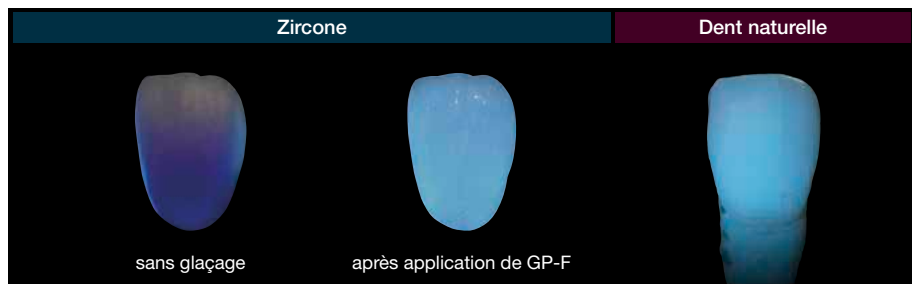 Zircone
Dent naturelle
sans glaçage
après application de GP-F